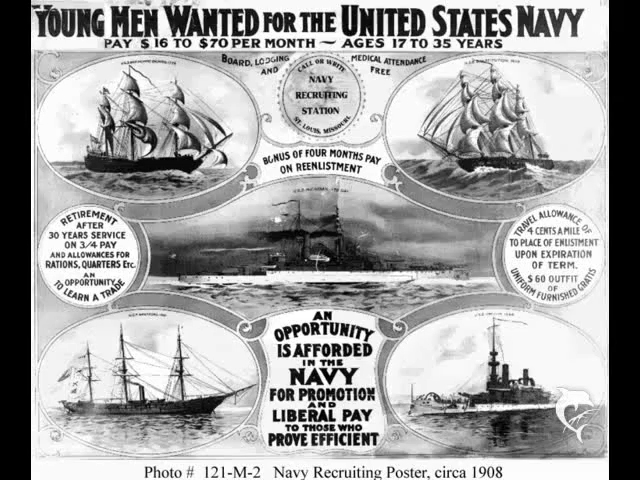 YOUNG MEN WANTED FOR THE UNITED STATES NAVY
PAY $16 TO $70 PER MONTH ~ AGES 17 TO 35 YEARS
BOARD, LODGING
AND
MEDICAL ATTENDANCE
FREE
CALL OR WRITE
NAVY
RECRUITING
STATION
ST. LOUIS, MISSOURI.
BONUS OF FOUR MONTHS PAY
ON REENLISTMENT
RETIREMENT
AFTER
30 YEARS SERVICE
ON 3/4 PAY
AND ALLOWANCES FOR
RATIONS, QUARTERS Etc.
AN
OPPORTUNITY
TO LEARN A TRADE
TRAVEL ALLOWANCE OF
4 CENTS A MILE
TO PLACE OF ENLISTMENT
UPON EXPIRATION
OF TERM.
$60 OUTFIT
OF
UNIFORM FURNISHED GRATIS
AN
OPPORTUNITY
IS AFFORDED
IN THE
NAVY
FOR PROMOTION
AND
LIBERAL PAY
TO THOSE WHO
PROVE EFFICIENT
Photo # 121-M-2 Navy Recruiting Poster, circa 1908